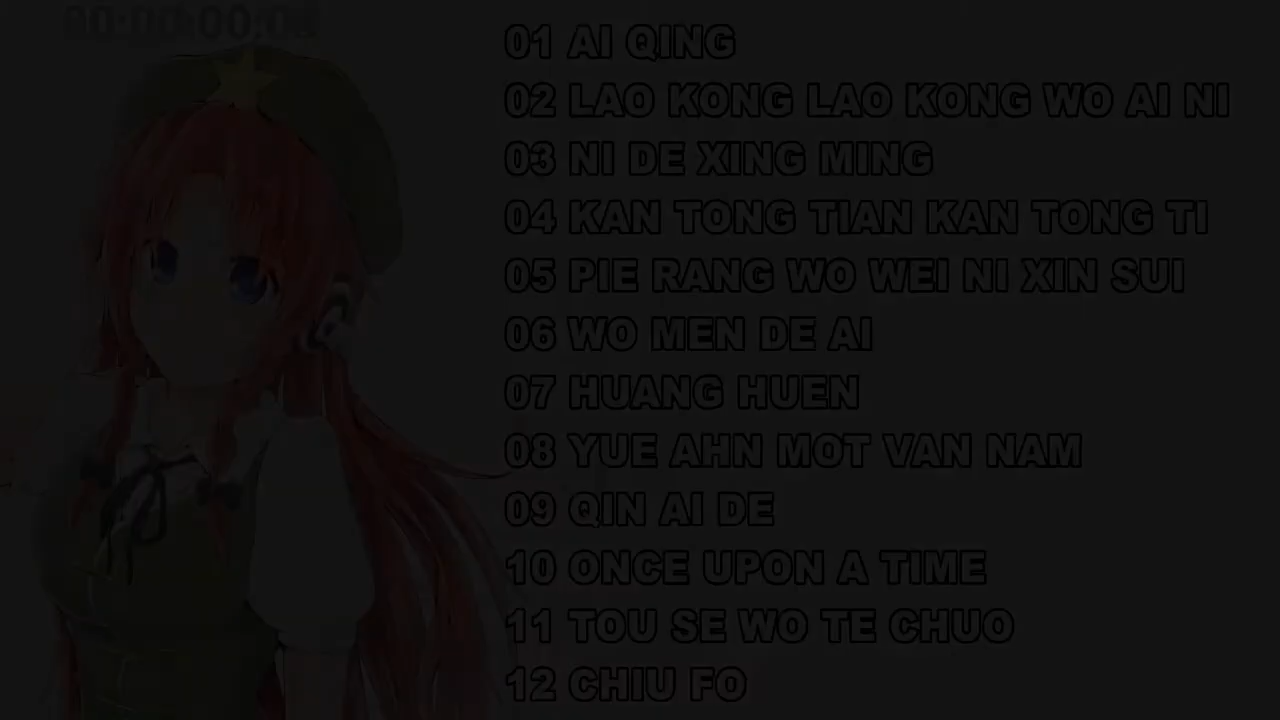 01 AI QING
02 LAO KONG LAO KONG WO AI NI
03 NI DE XING MING
04 KAN TONG TIAN KAN TONG TI
05 PIE RANG WO WEI NI XIN SUI
06 WO MEN DE AI
07 HUANG HUEN
08 YUE AHN MOT VAN NAM
09 QIN AI DE
10 ONCE UPON A TIME
11 TOU SE WO TE CHUO
12 CHIU FO